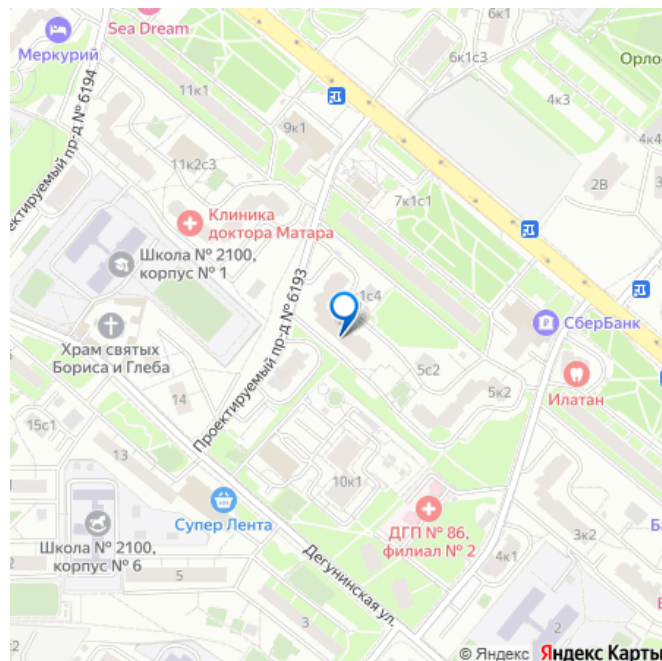 Sea Dream
Меркурий
6к1
6к1с3
Орло
4к3
4к4
11к1
9к1
Проектируемый пр-д № 6194
11к2с3
7к1с1
2В
3
Клиника
доктора Матара
Школа № 2100,
корпус № 1
1с4
Проектируемый пр-д № 6193
СберБанк
Храм святых
Бориса и Глеба
5с2
5к2
Илатан
14
15с1
13
10к1
Супер Лента
ДГП № 86,
филиал № 2
Ба
3к2
Школа № 2100,
корпус № 6
5
Дегунинская ул.
4к1
В
3
2
© Яндекс Яндекс Карты